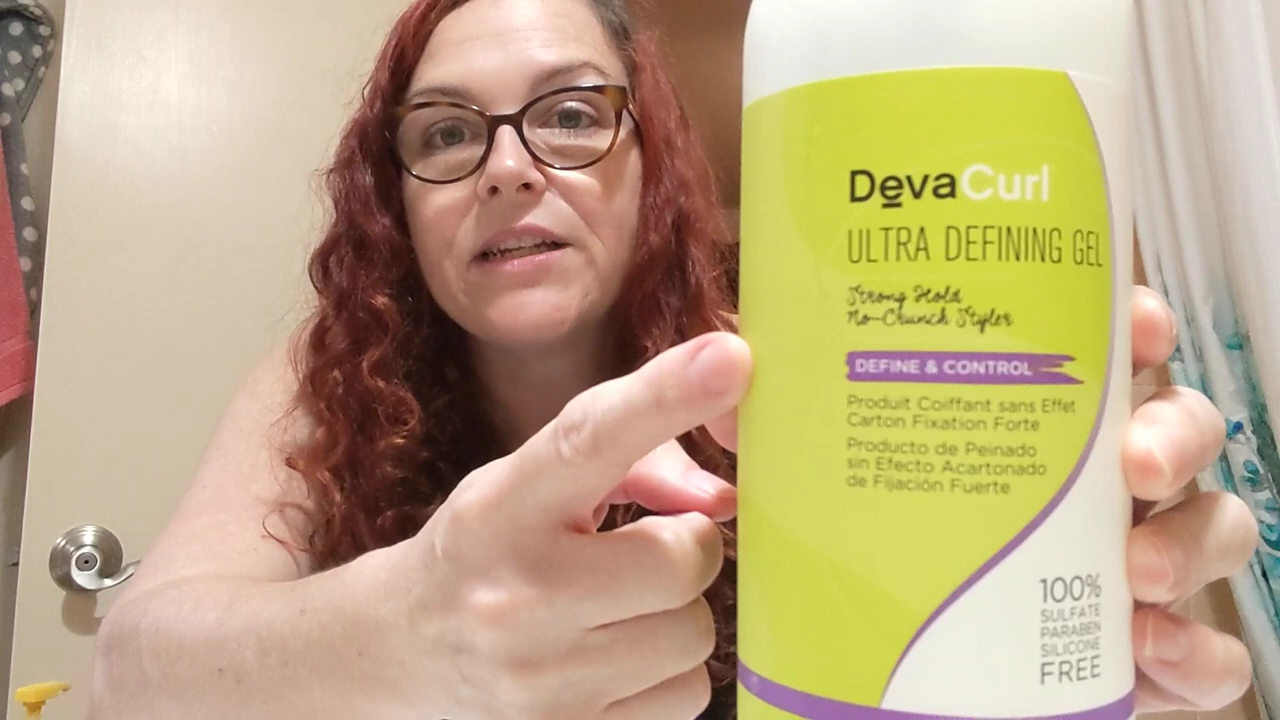 DevaCurl
ULTRA DEFINING GEL
Strong Hold
No-Crunch Styler
DEFINE & CONTROL
Produit Coiffant sans Effet
Carton Fixation Forte
Producto de Peinado
sin Efecto Acartonado
de Fijación Fuerte
100%
SULFATE
PARABEN
SILICONE
FREE